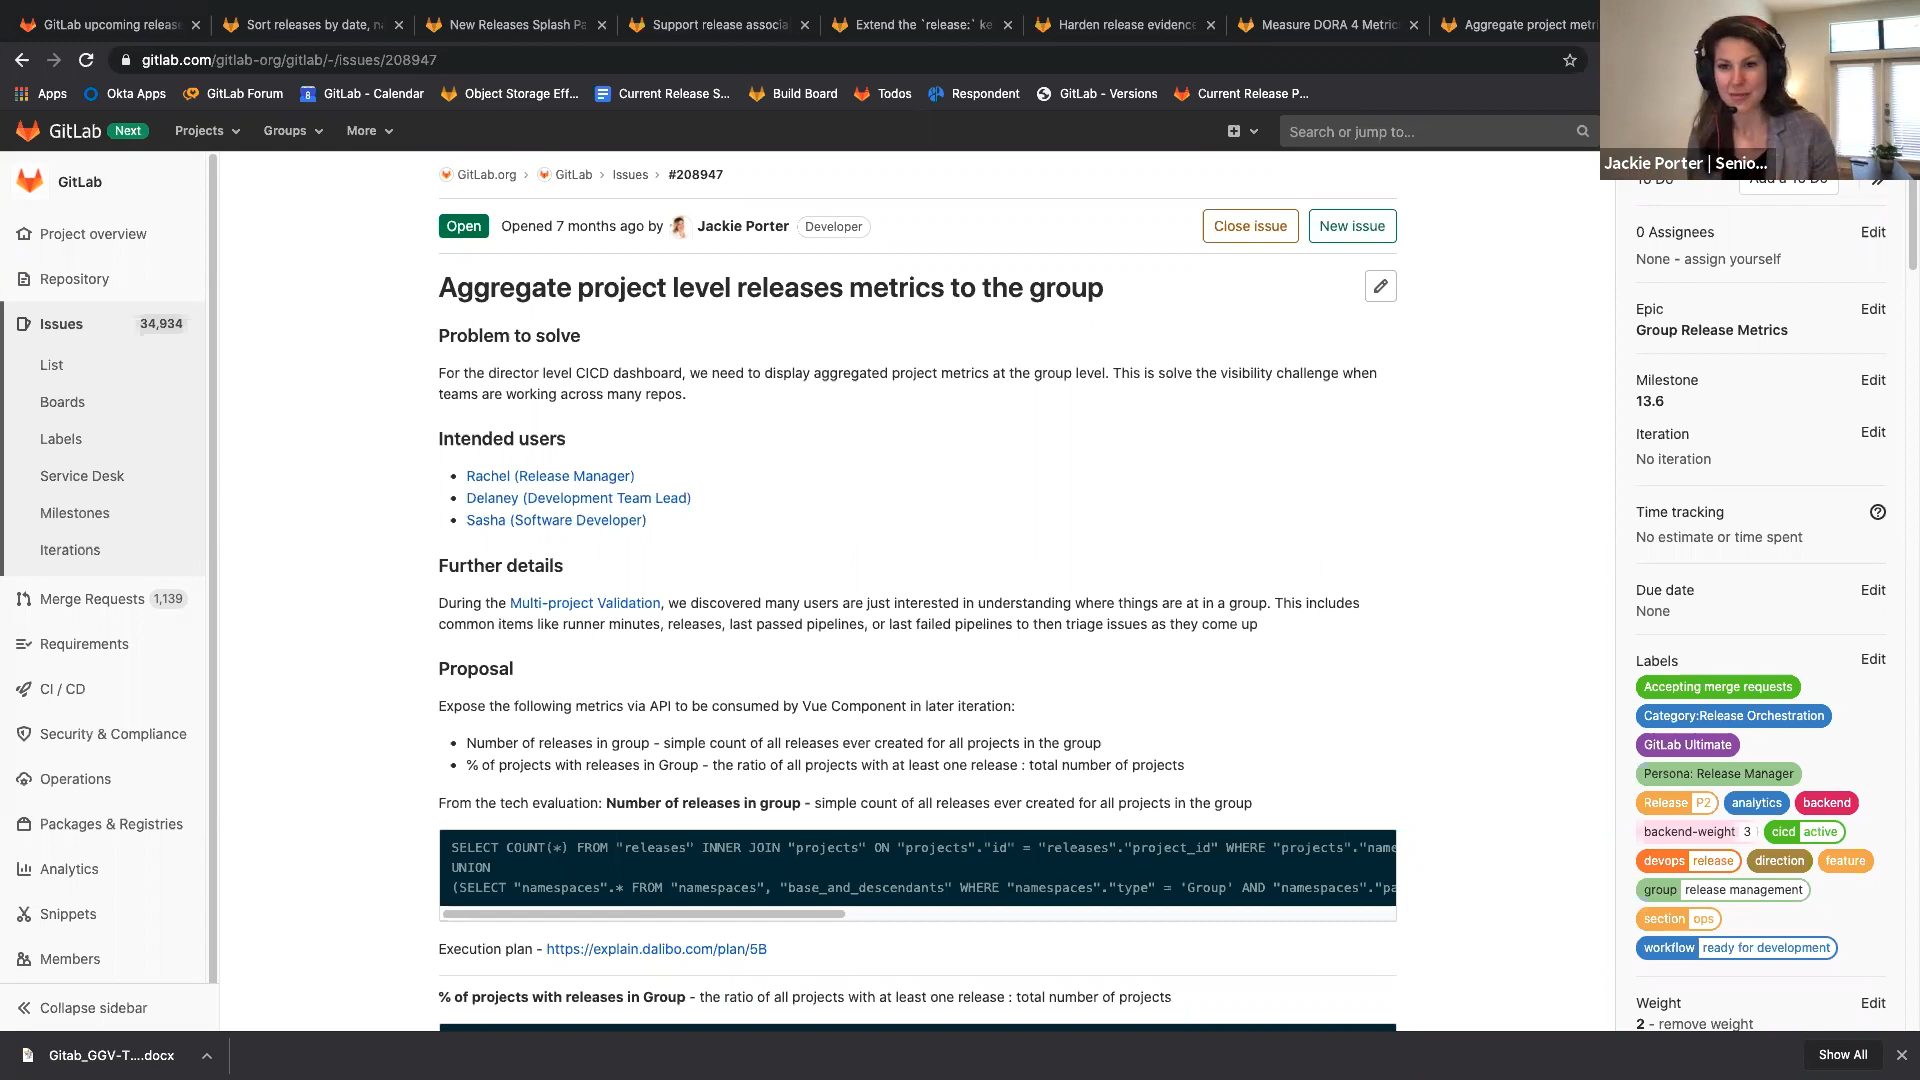 GitLab upcoming release
Sort releases by date, n
New Releases Splash Pa
Support release associa
Extend the `release:` ke
Harden release evidence
Measure DORA 4 Metric
Aggregate project metri
gitlab.com/gitlab-org/gitlab/-/issues/208947
Apps
Okta Apps
GitLab Forum
8
GitLab - Calendar
Object Storage Eff...
Current Release S...
Build Board
Todos
Respondent
GitLab - Versions
Current Release P...
GitLab
Next
Projects
Groups
More
Search or jump to...
Jackie Porter | Senio...
GitLab
Project overview
Repository
Issues 34,934
List
Boards
Labels
Service Desk
Milestones
Iterations
Merge Requests 1,139
Requirements
CI / CD
Security & Compliance
Operations
Packages & Registries
Analytics
Snippets
Members
Collapse sidebar
GitLab.org › GitLab › Issues › #208947
Open Opened 7 months ago by Jackie Porter Developer
Close issue
New issue
Aggregate project level releases metrics to the group
Problem to solve
For the director level CICD dashboard, we need to display aggregated project metrics at the group level. This is solve the visibility challenge when
teams are working across many repos.
Intended users
• Rachel (Release Manager)
• Delaney (Development Team Lead)
• Sasha (Software Developer)
Further details
During the Multi-project Validation, we discovered many users are just interested in understanding where things are at in a group. This includes
common items like runner minutes, releases, last passed pipelines, or last failed pipelines to then triage issues as they come up
Proposal
Expose the following metrics via API to be consumed by Vue Component in later iteration:
• Number of releases in group - simple count of all releases ever created for all projects in the group
• % of projects with releases in Group - the ratio of all projects with at least one release : total number of projects
From the tech evaluation: Number of releases in group - simple count of all releases ever created for all projects in the group
SELECT COUNT(*) FROM "releases" INNER JOIN "projects" ON "projects"."id" = "releases"."project_id" WHERE "projects"."name
UNION
(SELECT "namespaces".* FROM "namespaces", "base_and_descendants" WHERE "namespaces"."type" = 'Group' AND "namespaces"."pa
Execution plan - https://explain.dalibo.com/plan/5B
% of projects with releases in Group - the ratio of all projects with at least one release : total number of projects
To Do
Add a To Do
0 Assignees Edit
None - assign yourself
Epic Edit
Group Release Metrics
Milestone Edit
13.6
Iteration Edit
No iteration
Time tracking
No estimate or time spent
Due date Edit
None
Labels Edit
Accepting merge requests
Category:Release Orchestration
GitLab Ultimate
Persona: Release Manager
Release P2 analytics backend
backend-weight 3 cicd active
devops release direction feature
group release management
section ops
workflow ready for development
Weight Edit
2 - remove weight
Gitab_GGV-T....docx
Show All